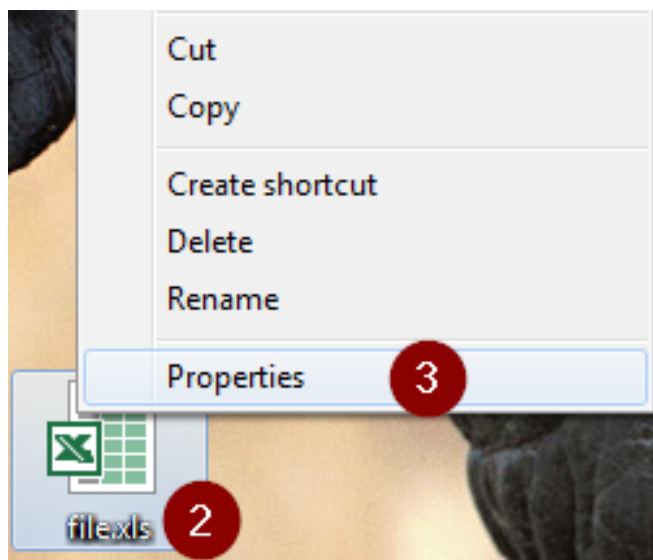 Cut
Copy
Create shortcut
Delete
Rename
Properties
3
file.xls
2